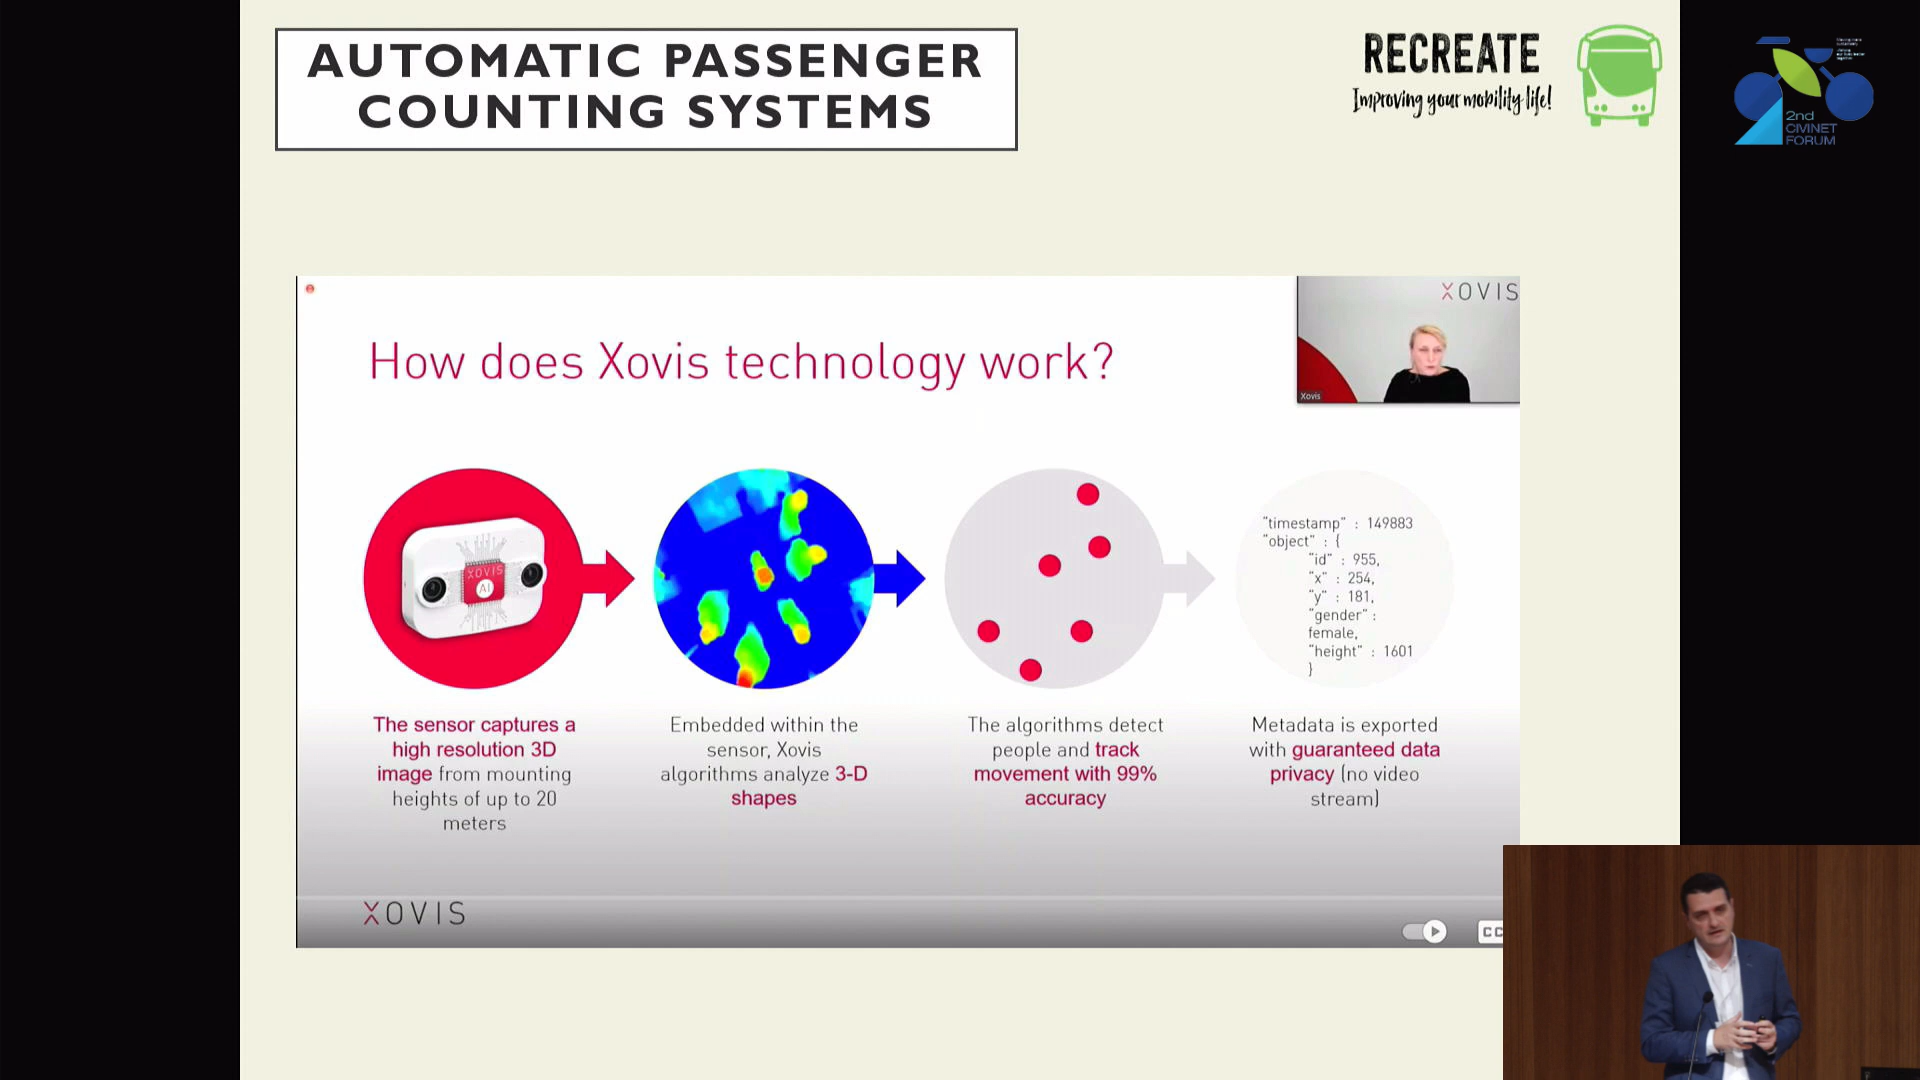 AUTOMATIC PASSENGER
COUNTING SYSTEMS
RECREATE
Improving your mobility life!
2nd
CIVINET
FORUM
XOVIS
Xovis
How does Xovis technology work?
XOVIS
AI
"timestamp" : 149883
"object" : {
"id" : 955,
"x" : 254,
"y" : 181,
"gender" :
female,
"height" : 1601
}
The sensor captures a
high resolution 3D
image from mounting
heights of up to 20
meters
Embedded within the
sensor, Xovis
algorithms analyze 3-D
shapes
The algorithms detect
people and track
movement with 99%
accuracy
Metadata is exported
with guaranteed data
privacy (no video
stream)
XOVIS
CC